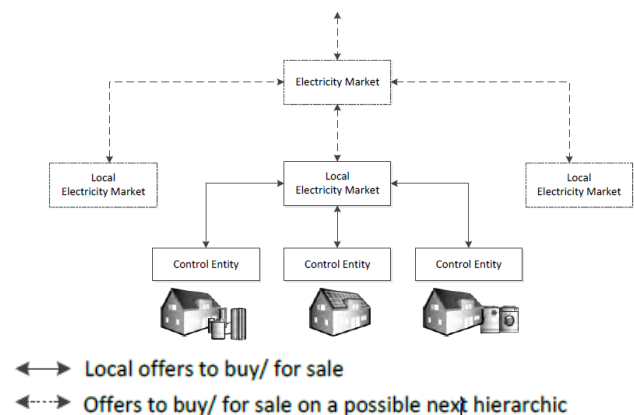 Electricity Market
Local
Electricity Market
Local
Electricity Market
Local
Electricity Market
Control Entity
Control Entity
Control Entity
Local offers to buy/ for sale
Offers to buy/ for sale on a possible next hierarchic